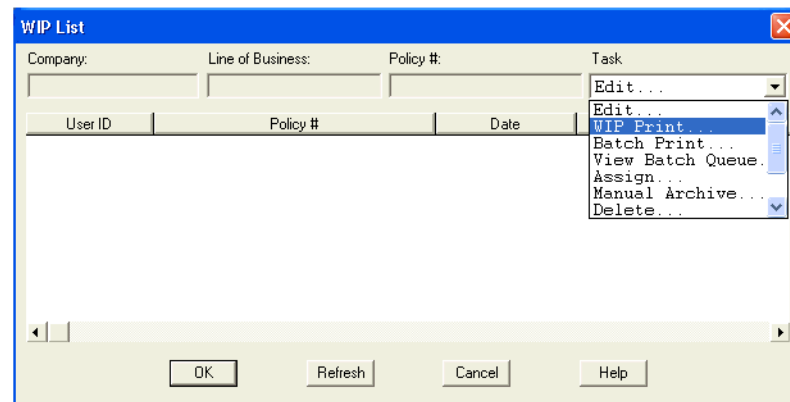 WIP List
Company: Line of Business: Policy #: Task
Edit...
User ID Policy # Date
Edit...
WIP Print...
Batch Print...
View Batch Queue.
Assign...
Manual Archive...
Delete...
OK Refresh Cancel Help